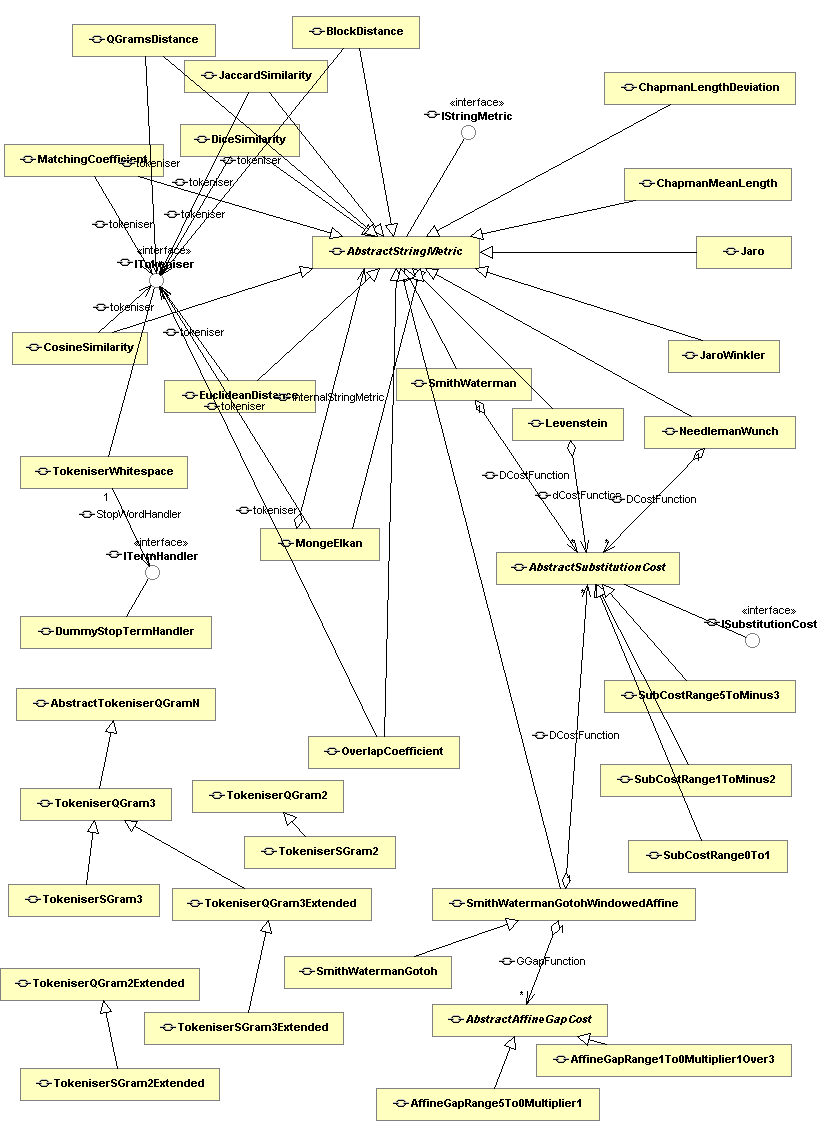 QGramsDistance
BlockDistance
JaccardSimilarity
ChapmanLengthDeviation
«interface»
IStringMetric
DiceSimilarity
MatchingCoefficient
tokeniser
tokeniser
tokeniser
ChapmanMeanLength
tokeniser
tokeniser
«interface»
ITokeniser
AbstractStringMetric
Jaro
tokeniser
tokeniser
CosineSimilarity
JaroWinkler
EuclideanDistance
InternalStringMetric
tokeniser
SmithWaterman
Levenstein
NeedlemanWunch
TokeniserWhitespace
1
StopWordHandler
DCostFunction
dCostFunction
DCostFunction
tokeniser
«interface»
ITermHandler
MongeElkan
AbstractSubstitutionCost
*
«interface»
ISubstitutionCost
DummyStopTermHandler
AbstractTokeniserQGramN
SubCostRange5ToMinus3
DCostFunction
OverlapCoefficient
SubCostRange1ToMinus2
TokeniserQGram3
TokeniserQGram2
TokeniserSGram2
SubCostRange0To1
TokeniserSGram3
TokeniserQGram3Extended
SmithWatermanGotohWindowedAffine
1
GGapFunction
SmithWatermanGotoh
TokeniserQGram2Extended
*
AbstractAffineGapCost
TokeniserSGram3Extended
AffineGapRange1To0Multiplier1Over3
TokeniserSGram2Extended
AffineGapRange5To0Multiplier1